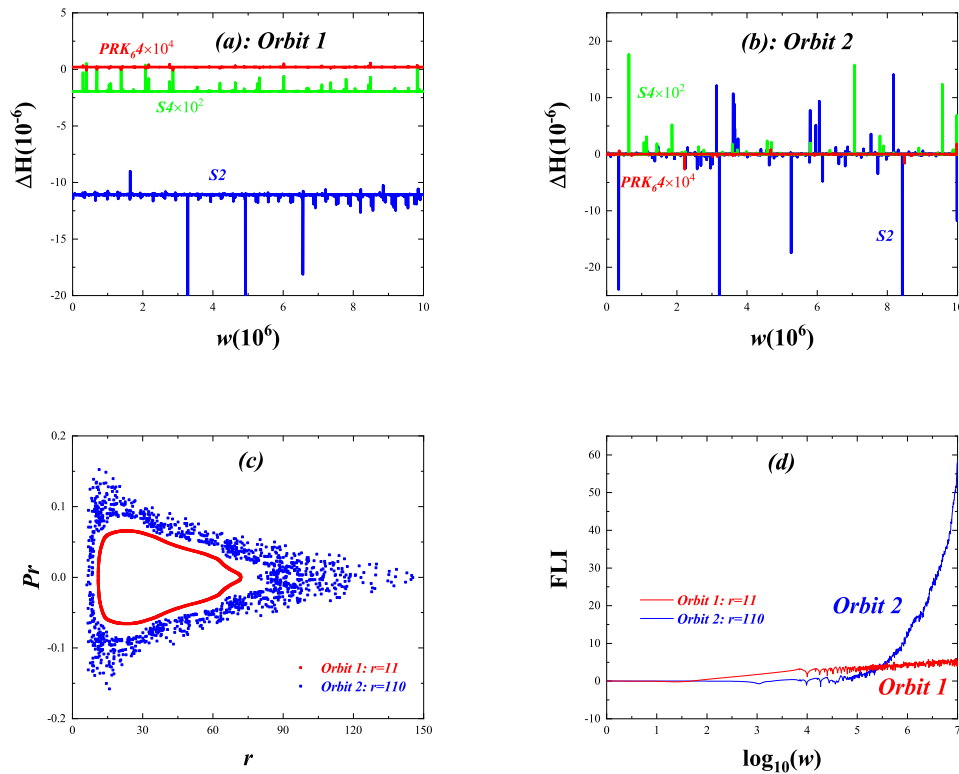 (a): Orbit 1
PRK₆4×10⁴
S4×10²
S2
5
0
-5
-10
-15
-20
ΔH(10⁻⁶)
0 2 4 6 8 10
w(10⁶)
(b): Orbit 2
S4×10²
PRK₆4×10⁴
S2
20
10
0
-10
-20
ΔH(10⁻⁶)
0 2 4 6 8 10
w(10⁶)
(c)
0.2
0.1
0.0
-0.1
-0.2
Pr
Orbit 1: r=11
Orbit 2: r=110
0 30 60 90 120 150
r
(d)
60
50
40
30
20
10
0
-10
FLI
Orbit 1: r=11
Orbit 2: r=110
Orbit 2
Orbit 1
0 1 2 3 4 5 6 7
log₁₀(w)